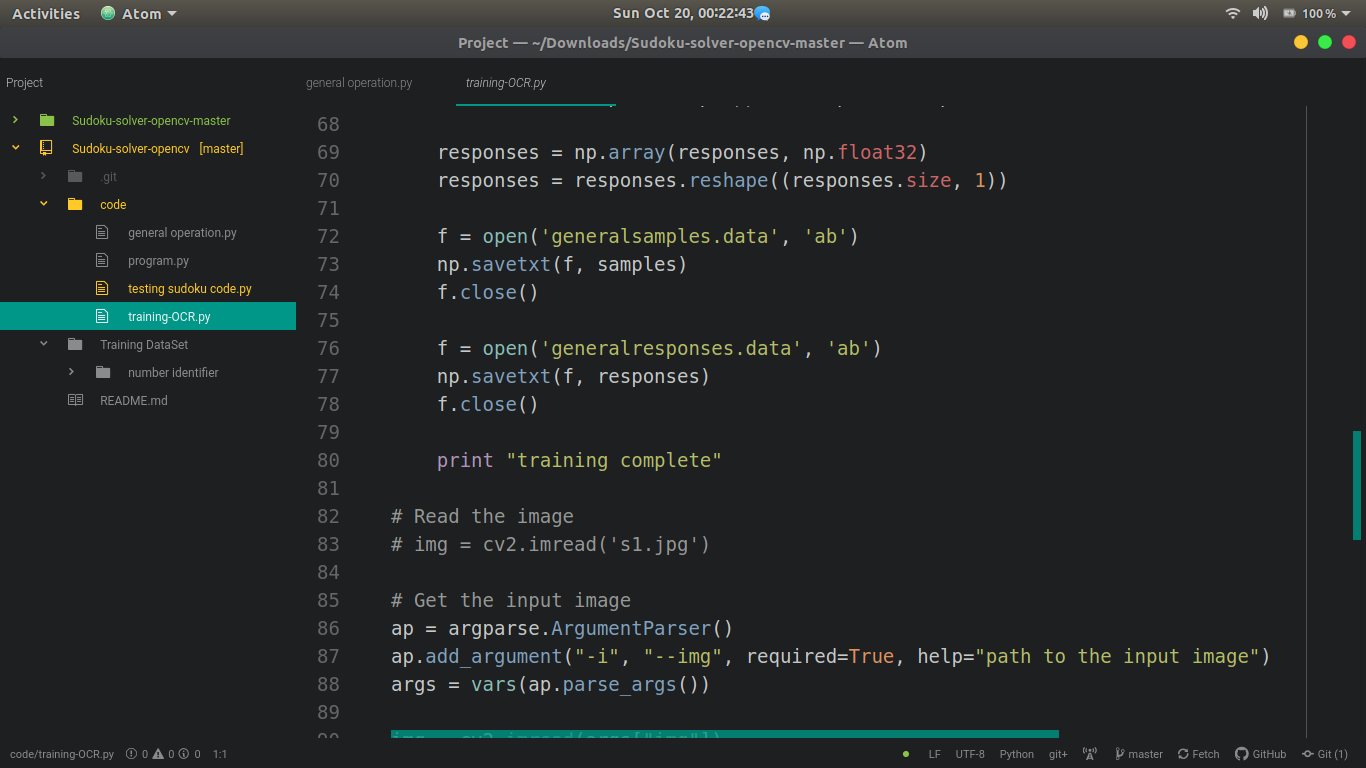 Activities Atom Sun Oct 20, 00:22:43 100 %
Project — ~/Downloads/Sudoku-solver-opencv-master — Atom
Project
Sudoku-solver-opencv-master
Sudoku-solver-opencv [master]
.git
code
general operation.py
program.py
testing sudoku code.py
training-OCR.py
Training DataSet
number identifier
README.md
general operation.py training-OCR.py
68
69 responses = np.array(responses, np.float32)
70 responses = responses.reshape((responses.size, 1))
71
72 f = open('generalsamples.data', 'ab')
73 np.savetxt(f, samples)
74 f.close()
75
76 f = open('generalresponses.data', 'ab')
77 np.savetxt(f, responses)
78 f.close()
79
80 print "training complete"
81
82 # Read the image
83 # img = cv2.imread('s1.jpg')
84
85 # Get the input image
86 ap = argparse.ArgumentParser()
87 ap.add_argument("-i", "--img", required=True, help="path to the input image")
88 args = vars(ap.parse_args())
89
90 img = cv2.imread(args["img"])
code/training-OCR.py 0 0 0 1:1 LF UTF-8 Python git+ master Fetch GitHub Git (1)